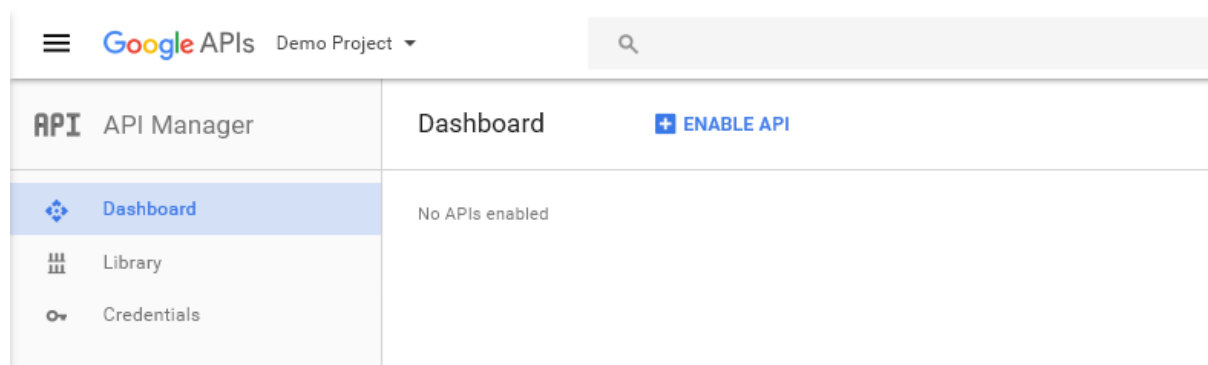 Google APIs Demo Project
API API Manager
Dashboard
ENABLE API
Dashboard
Library
Credentials
No APIs enabled